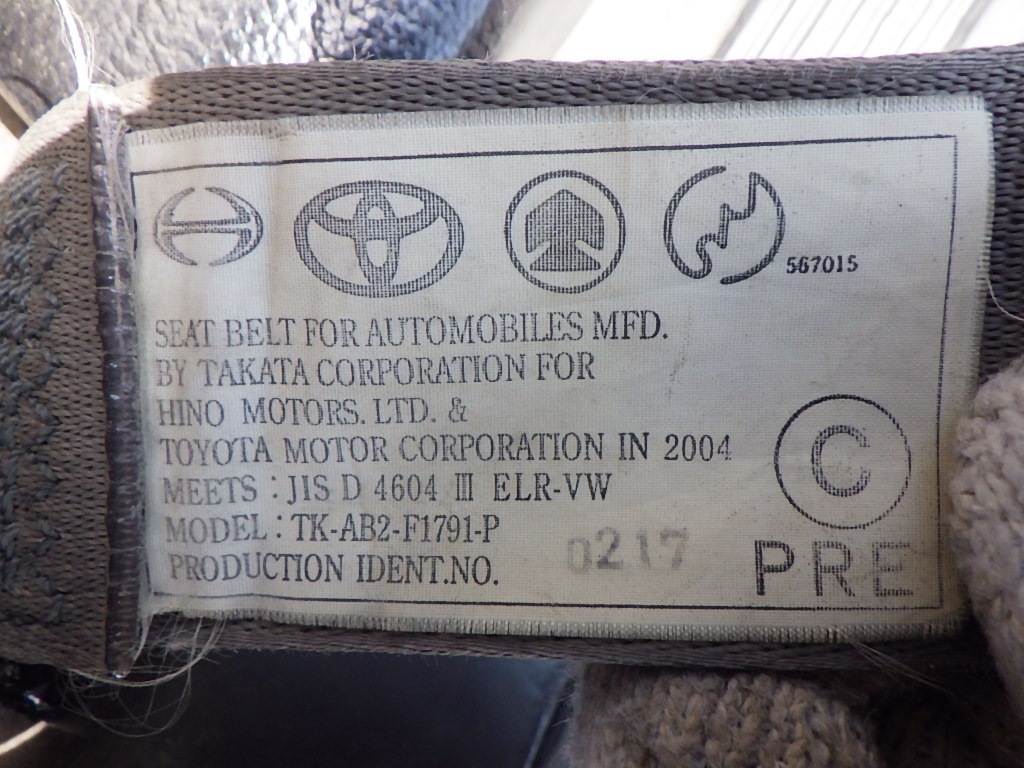 567015
SEAT BELT FOR AUTOMOBILES MFD.
BY TAKATA CORPORATION FOR
HINO MOTORS. LTD. &
TOYOTA MOTOR CORPORATION IN 2004
MEETS : JIS D 4604 III ELR-VW
MODEL : TK-AB2-F1791-P
PRODUCTION IDENT.NO. 0217
C
PRE